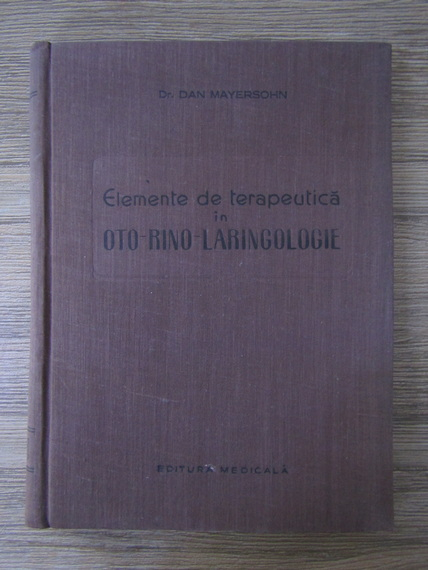 Dr. DAN MAYERSOHN
Elemente de terapeutică
în
OTO-RINO-LARINGOLOGIE
EDITURA MEDICALĂ